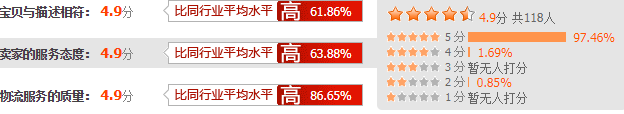 宝贝与描述相符：4.9分 比同行业平均水平 高 61.86%
卖家的服务态度：4.9分 比同行业平均水平 高 63.88%
物流服务的质量：4.9分 比同行业平均水平 高 86.65%
4.9分 共118人
5分 97.46%
4分 1.69%
3分 暂无人打分
2分 0.85%
1分 暂无人打分